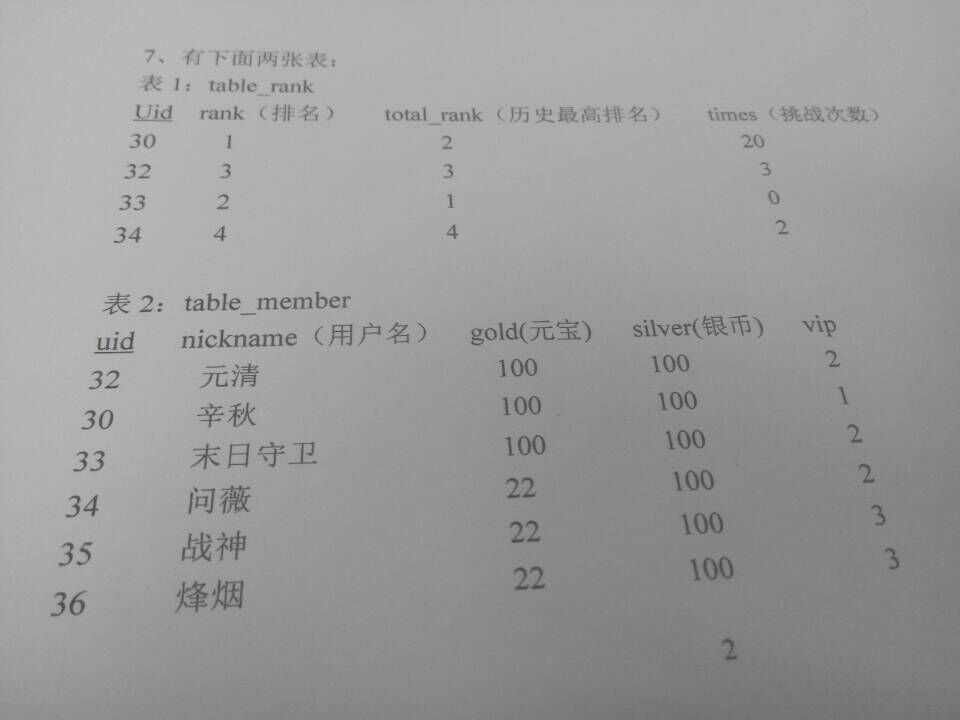 7、有下面两张表：
表 1：table_rank
Uid rank（排名） total_rank（历史最高排名） times（挑战次数）
30 1 2 20
32 3 3 3
33 2 1 0
34 4 4 2
表 2：table_member
uid nickname（用户名） gold(元宝) silver(银币) vip
32 元清 100 100 2
30 辛秋 100 100 1
33 末日守卫 100 100 2
34 问薇 22 100 2
35 战神 22 100 3
36 烽烟 22 100 3
2